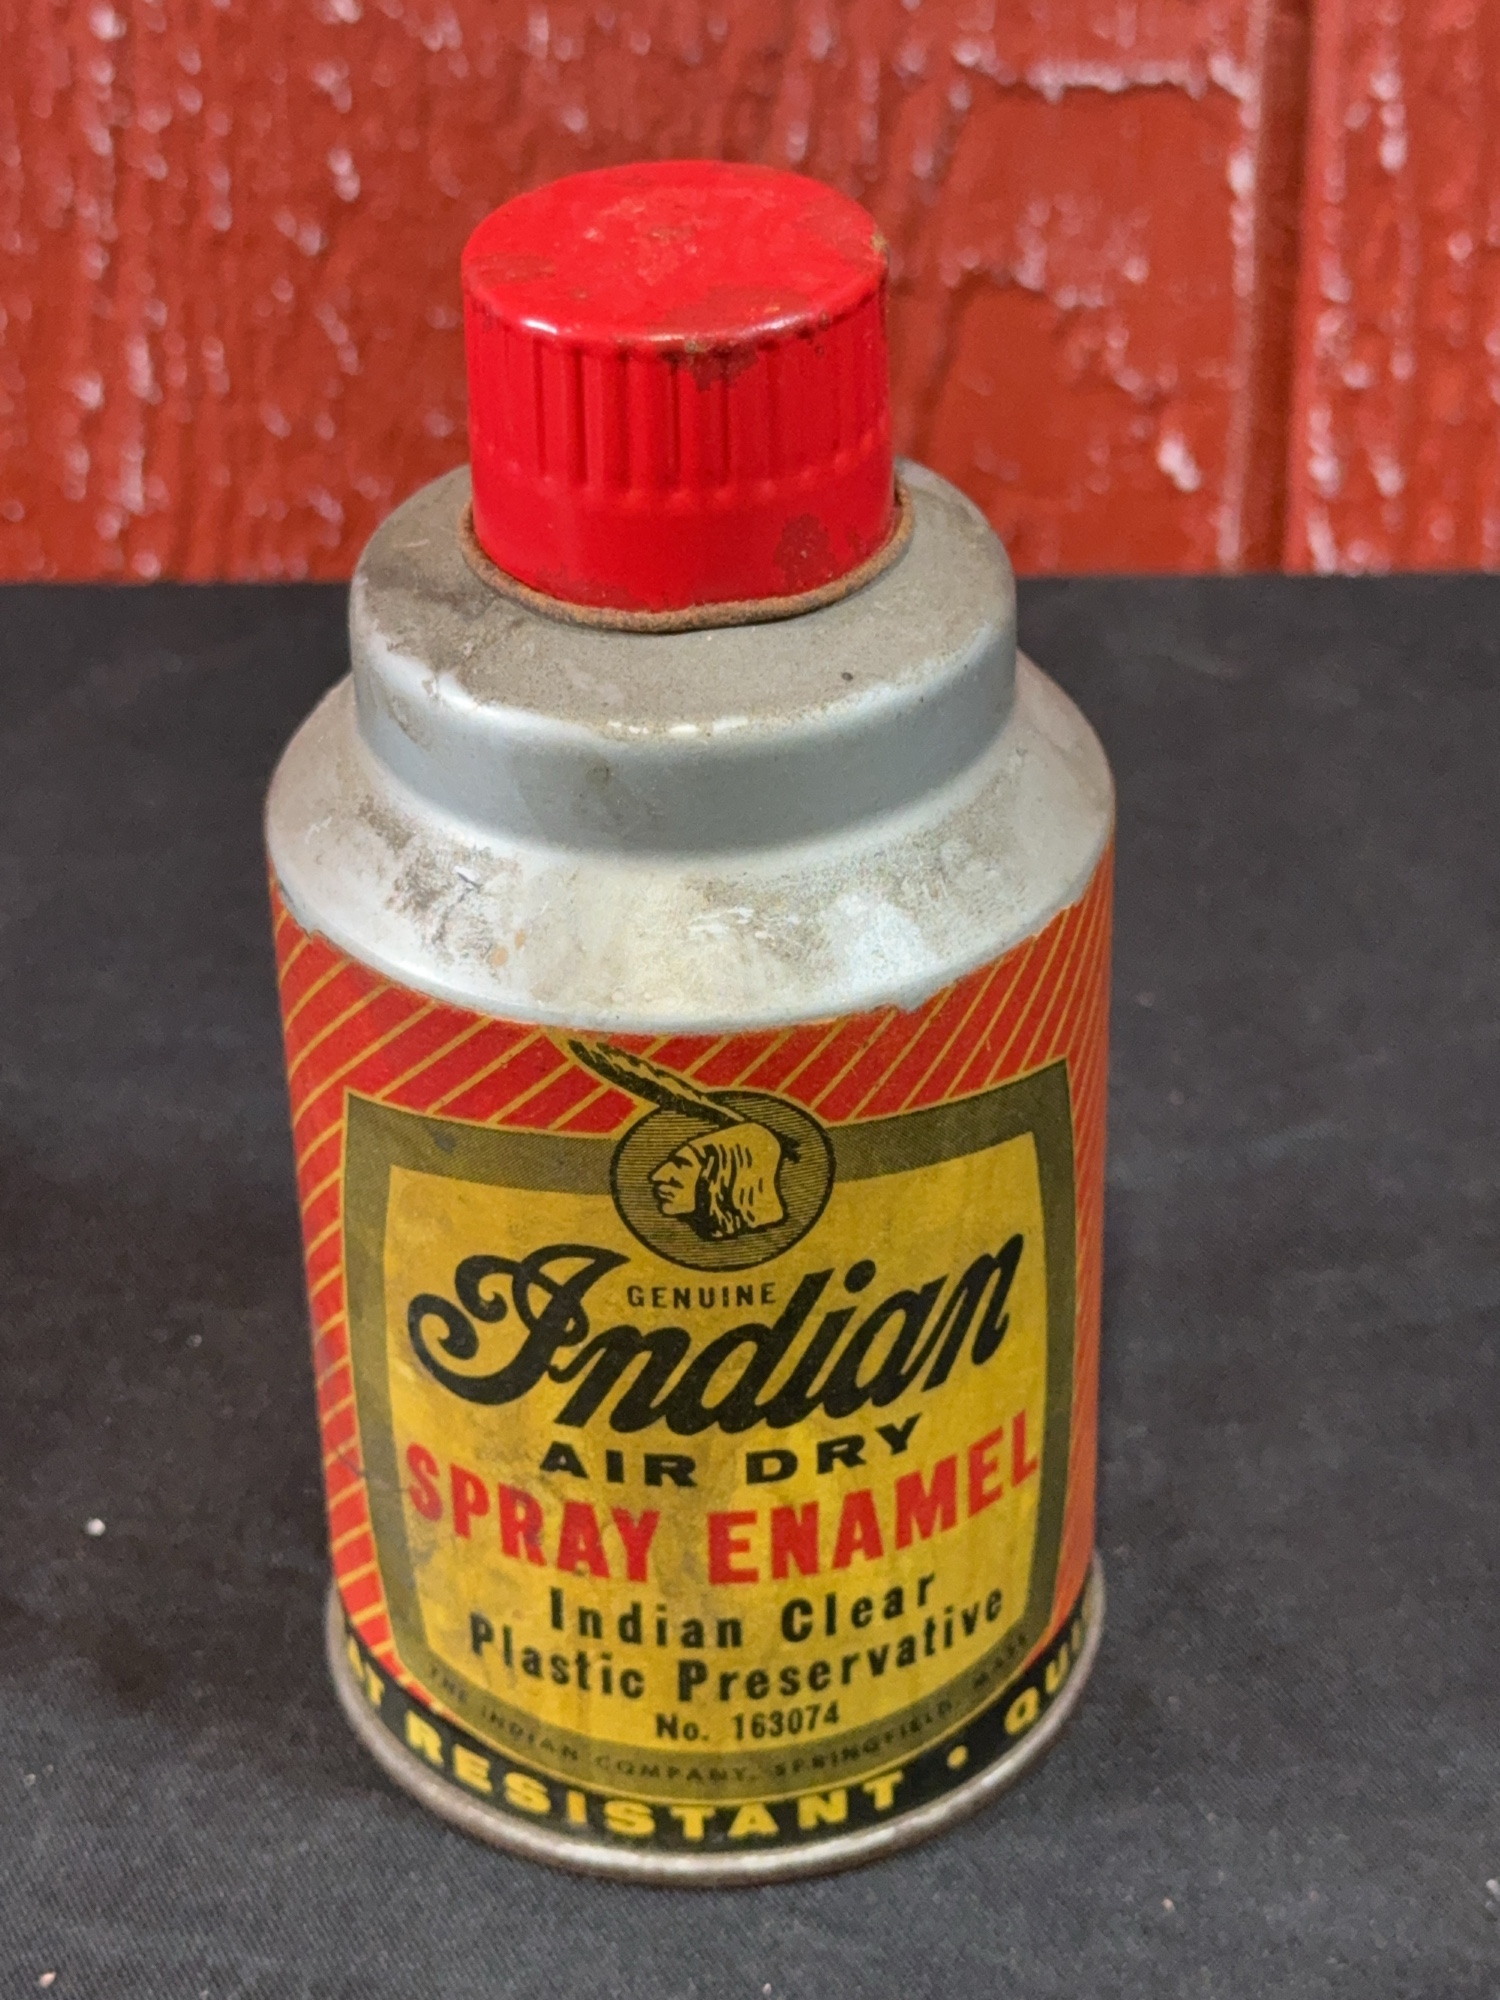 GENUINE
Indian
AIR DRY
SPRAY ENAMEL
Indian Clear
Plastic Preservative
No. 163074
THE INDIAN COMPANY, SPRINGFIELD, MASS.
RESISTANT •